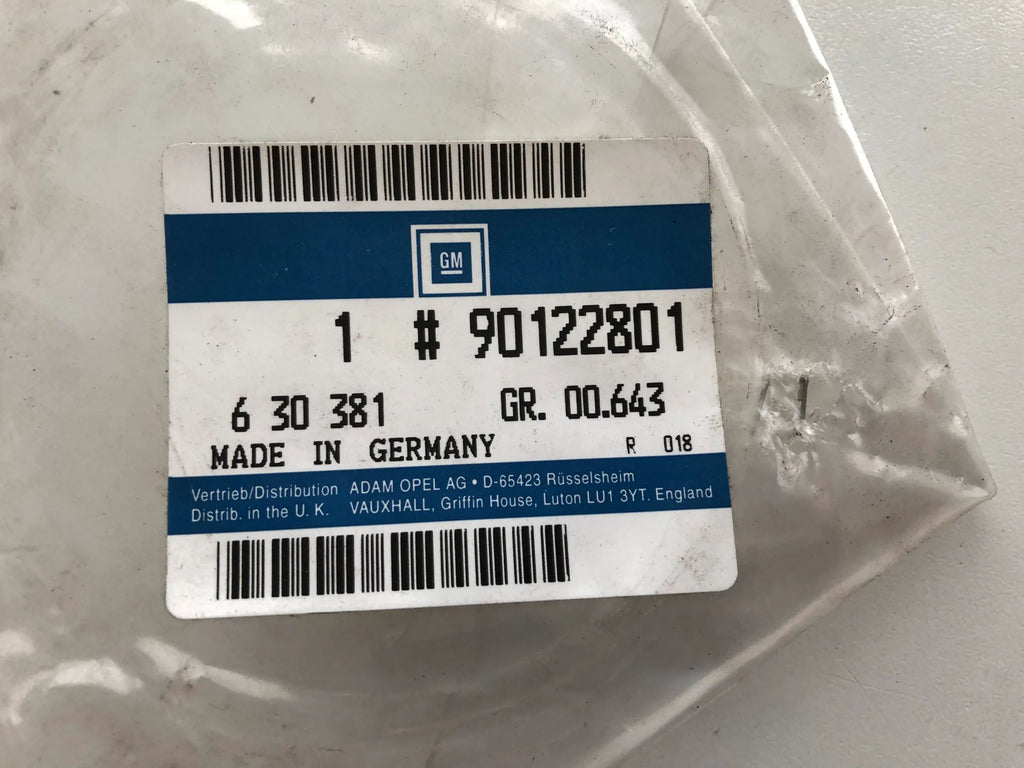 GM
1 # 90122801
6 30 381 GR. 00.643
MADE IN GERMANY R 018
Vertrieb/Distribution ADAM OPEL AG • D-65423 Rüsselsheim
Distrib. in the U. K. VAUXHALL, Griffin House, Luton LU1 3YT. England